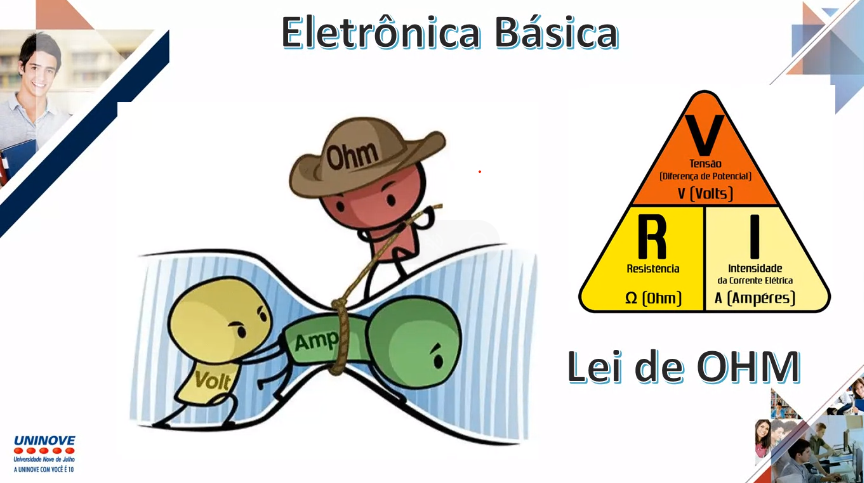 Eletrônica Básica
Ohm
Volt
Amp
V
Tensão
(Diferença de Potencial)
V (Volts)
R
Resistência
Ω (Ohm)
I
Intensidade
da Corrente Elétrica
A (Ampéres)
Lei de OHM
UNINOVE
Universidade Nove de Julho
A UNINOVE COM VOCÊ É 10